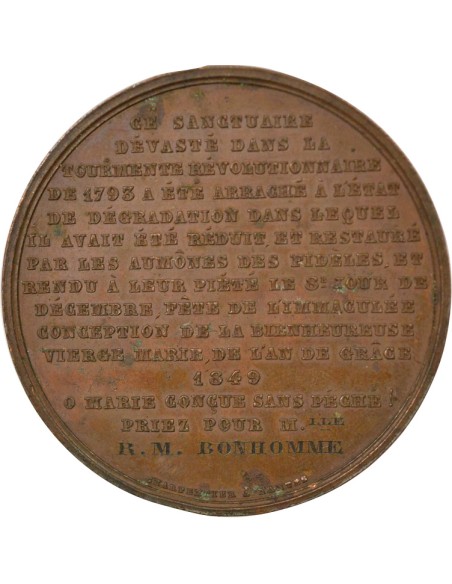 CE SANCTUAIRE
DÉVASTÉ DANS LA
TOURMENTE RÉVOLUTIONNAIRE
DE 1793 A ÉTÉ ARRACHÉ À L'ÉTAT
DE DÉGRADATION DANS LEQUEL
IL AVAIT ÉTÉ RÉDUIT, ET RESTAURÉ
PAR LES AUMÔNES DES FIDÈLES, ET
RENDU À LEUR PIÉTÉ LE 8E JOUR DE
DÉCEMBRE, FÊTE DE L'IMMACULÉE
CONCEPTION DE LA BIENHEUREUSE
VIERGE MARIE, DE L'AN DE GRÂCE
1849
O MARIE CONÇUE SANS PÉCHÉ!
PRIEZ POUR M.LLE
R. M. BONHOMME
CHARPENTIER À NANTES